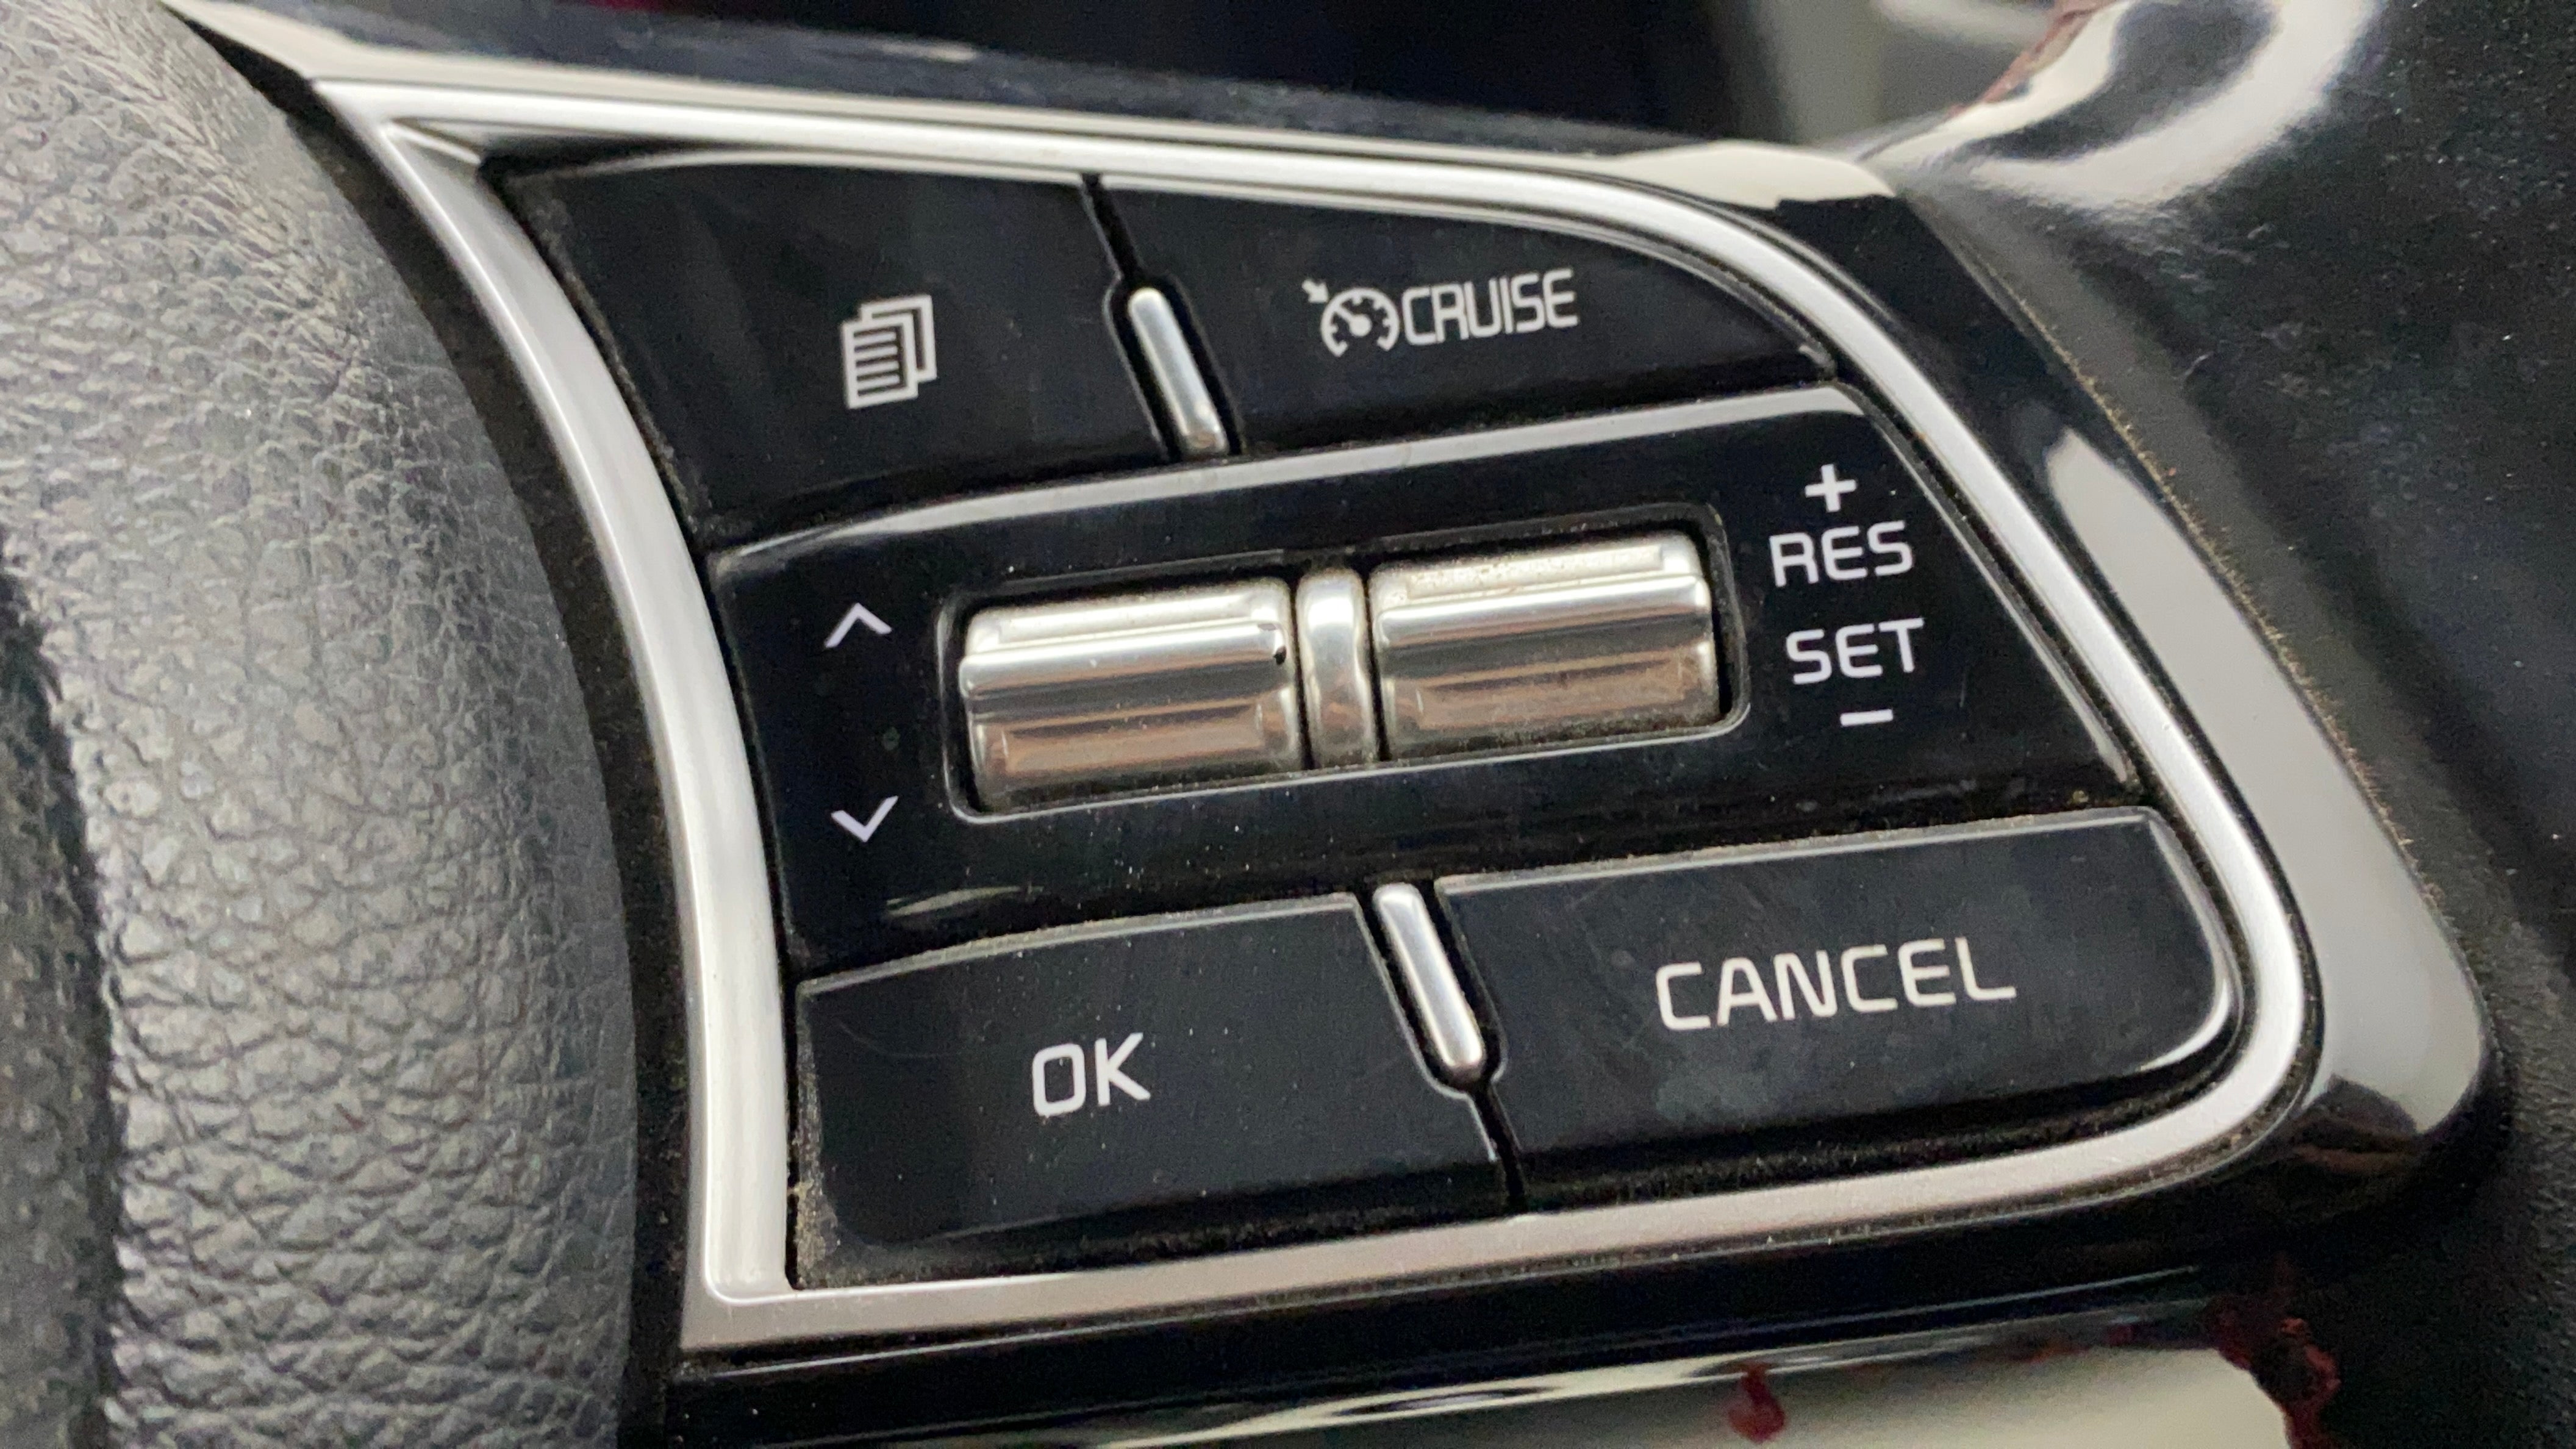 CRUISE
+
RES
SET
−
OK
CANCEL